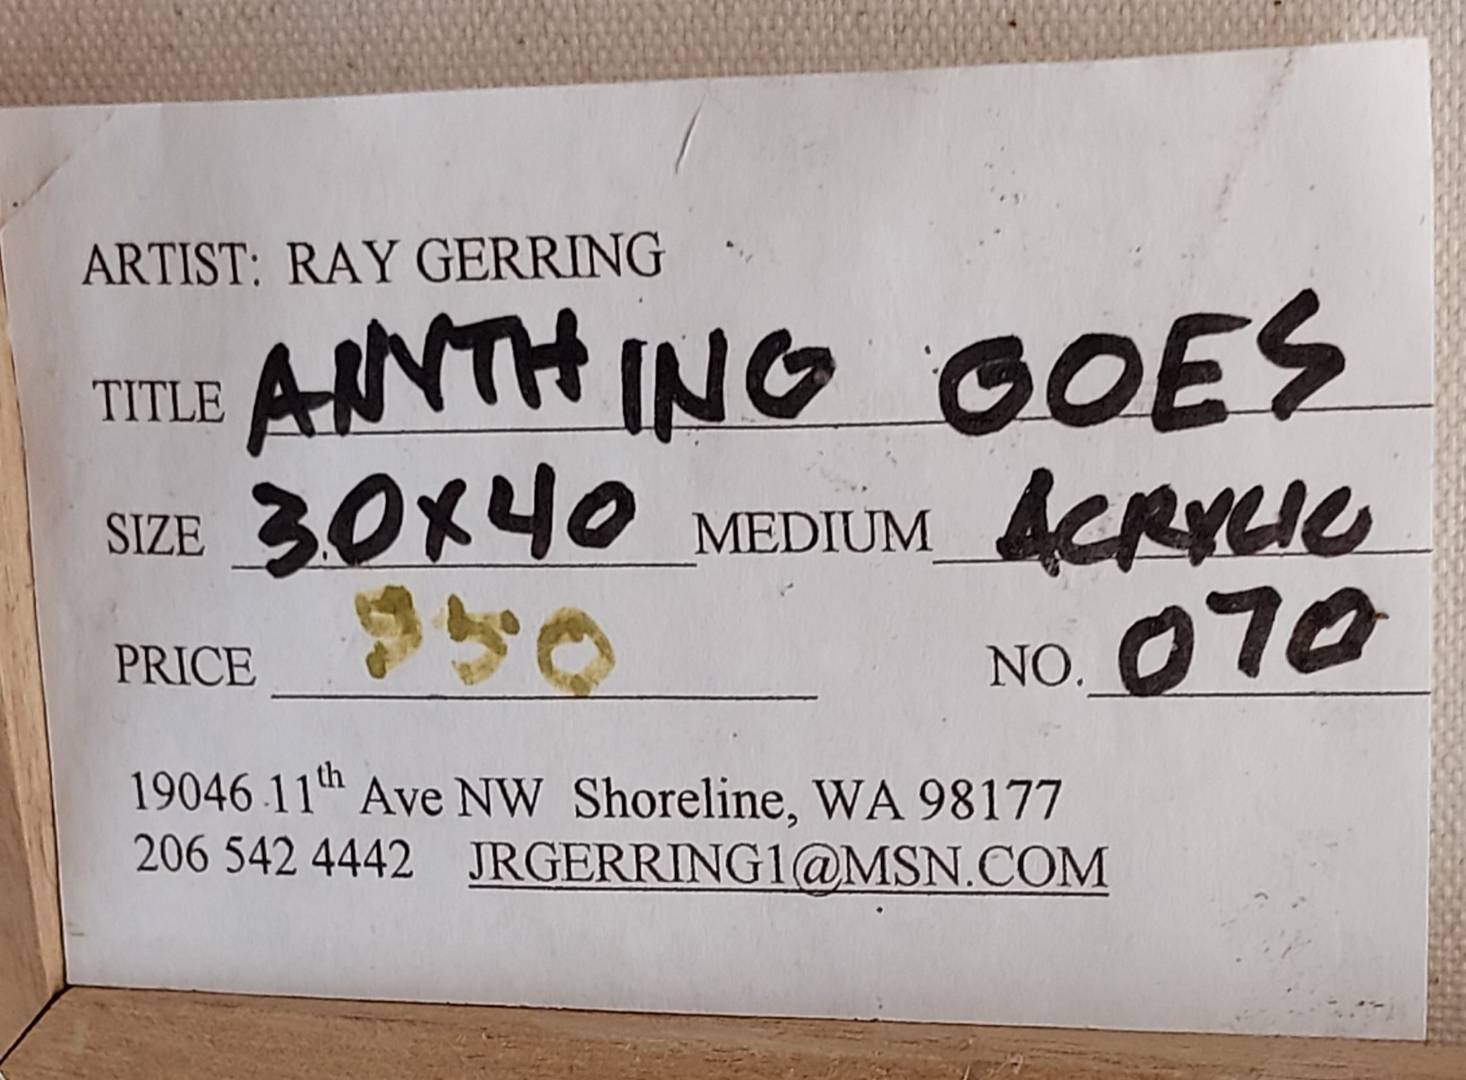 ARTIST: RAY GERRING
TITLE ANYTHING GOES
SIZE 30X40 MEDIUM ACRYLIC
PRICE NO. 070
19046 11th Ave NW Shoreline, WA 98177
206 542 4442 JRGERRING1@MSN.COM